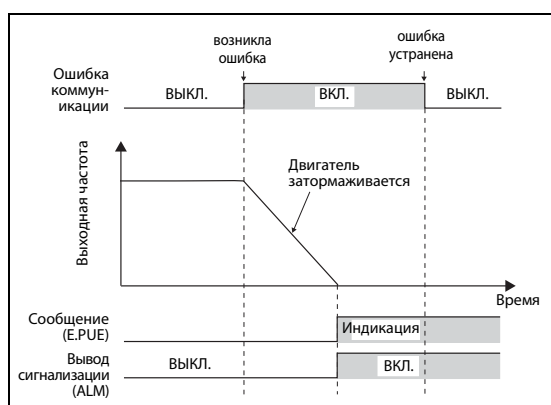 возникла
ошибка
ошибка
устранена
Ошибка
коммун-
икации
ВЫКЛ.
ВКЛ.
ВЫКЛ.
Выходная частота
Двигатель
затормаживается
Время
Сообщение
(E.PUE)
Индикация
Вывод
сигнализации
(ALM)
ВЫКЛ.
ВКЛ.